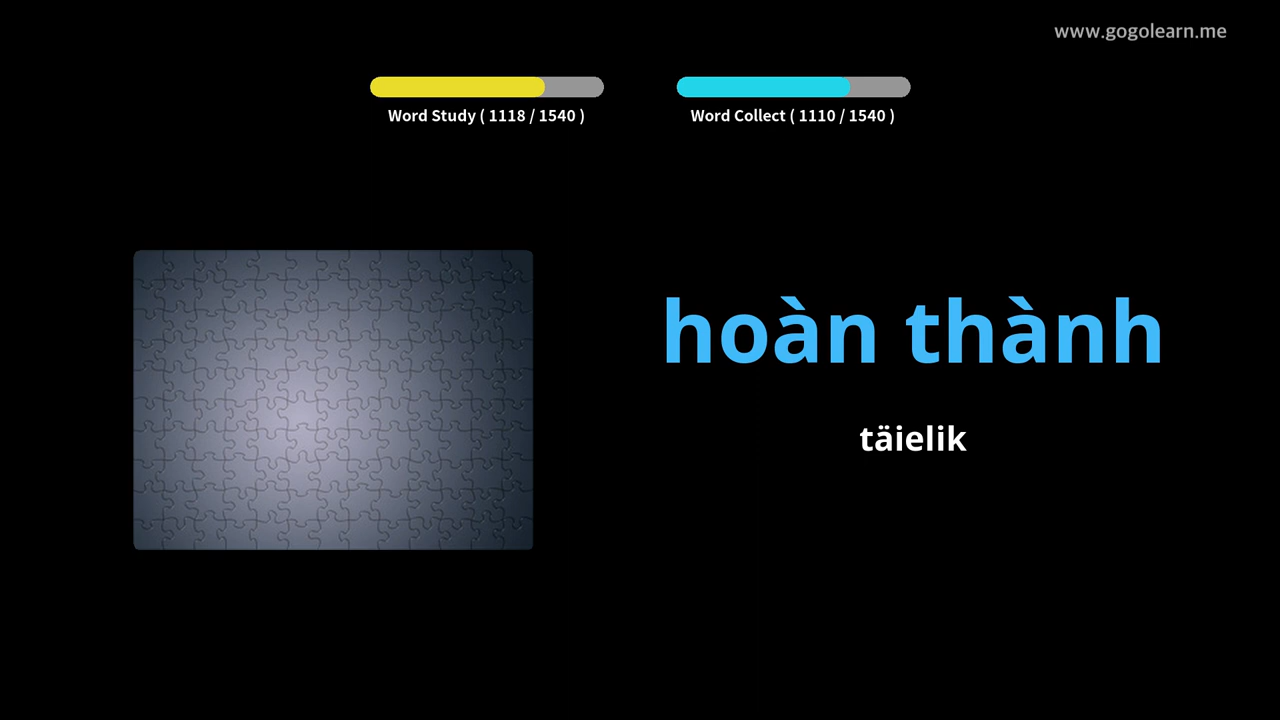 www.gogolearn.me
Word Study ( 1118 / 1540 )
Word Collect ( 1110 / 1540 )
hoàn thành
täielik